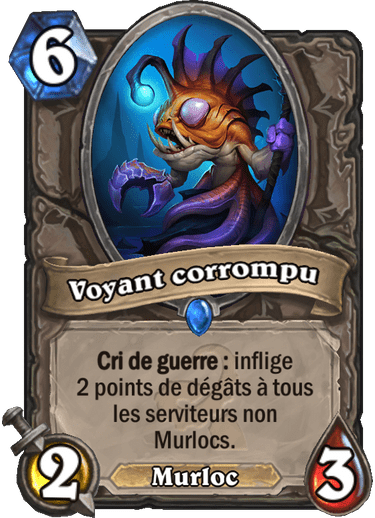 6
Voyant corrompu
Cri de guerre : inflige
2 points de dégâts à tous
les serviteurs non
Murlocs.
2
Murloc
3